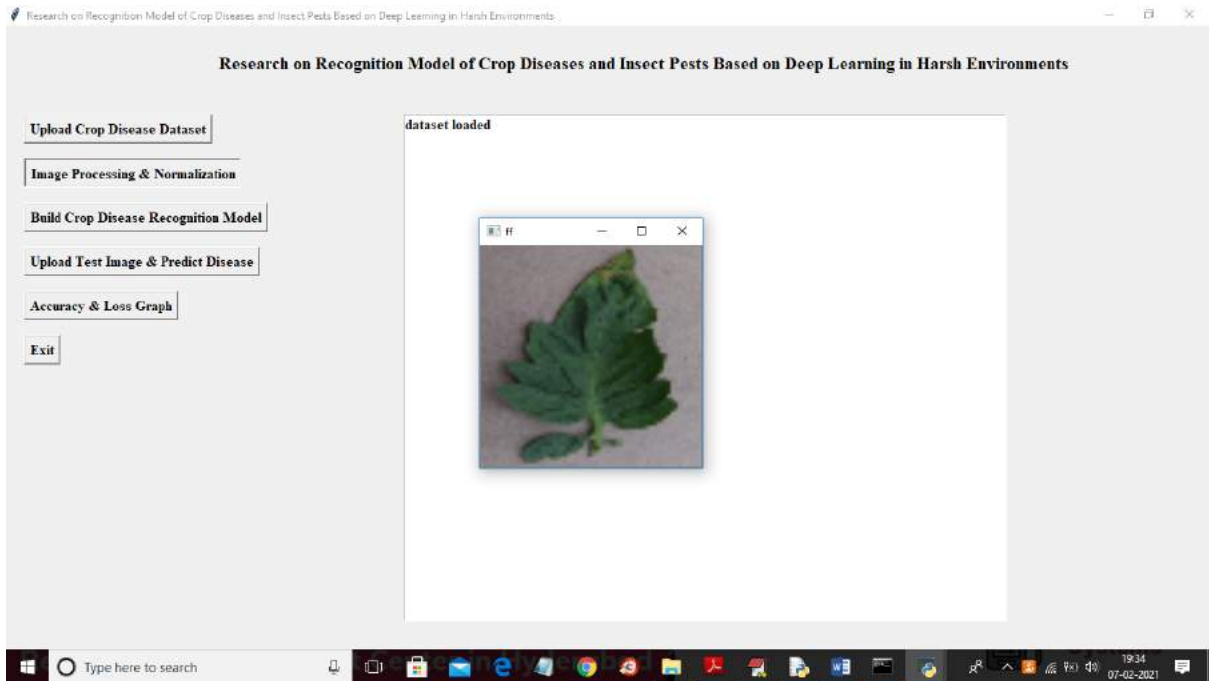 Research on Recognition Model of Crop Diseases and Insect Pests Based on Deep Learning in Harsh Environments
Research on Recognition Model of Crop Diseases and Insect Pests Based on Deep Learning in Harsh Environments
Upload Crop Disease Dataset
dataset loaded
Image Processing & Normalization
Build Crop Disease Recognition Model
ff
Upload Test Image & Predict Disease
Accuracy & Loss Graph
Exit
Type here to search
19:34
07-02-2021